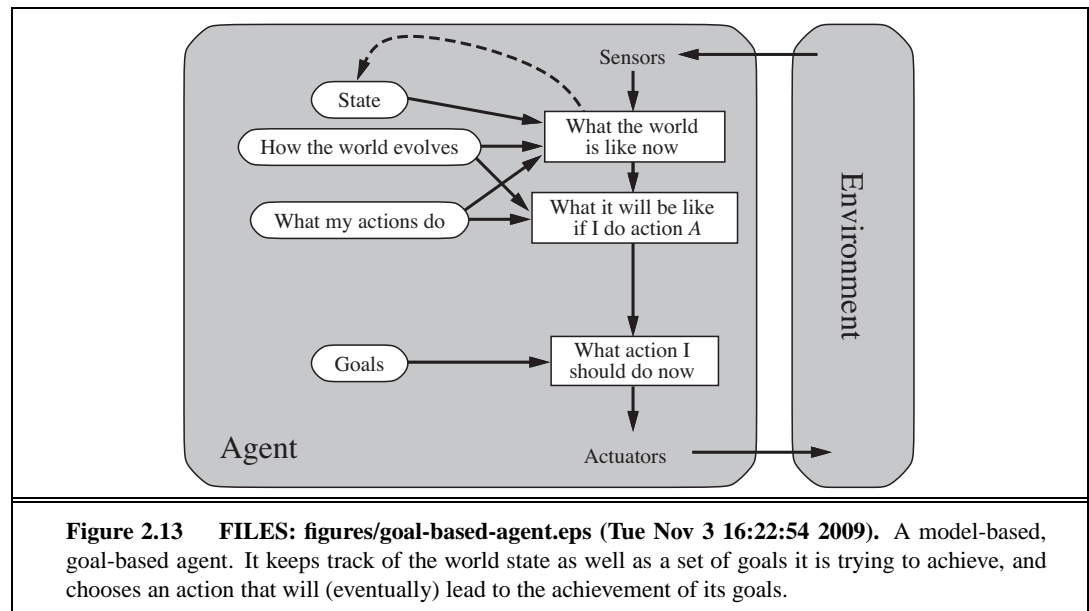 Sensors
State
What the world
is like now
How the world evolves
What it will be like
if I do action A
What my actions do
What action I
should do now
Goals
Agent
Actuators
Environment
Figure 2.13 FILES: figures/goal-based-agent.eps (Tue Nov 3 16:22:54 2009). A model-based,
goal-based agent. It keeps track of the world state as well as a set of goals it is trying to achieve, and
chooses an action that will (eventually) lead to the achievement of its goals.